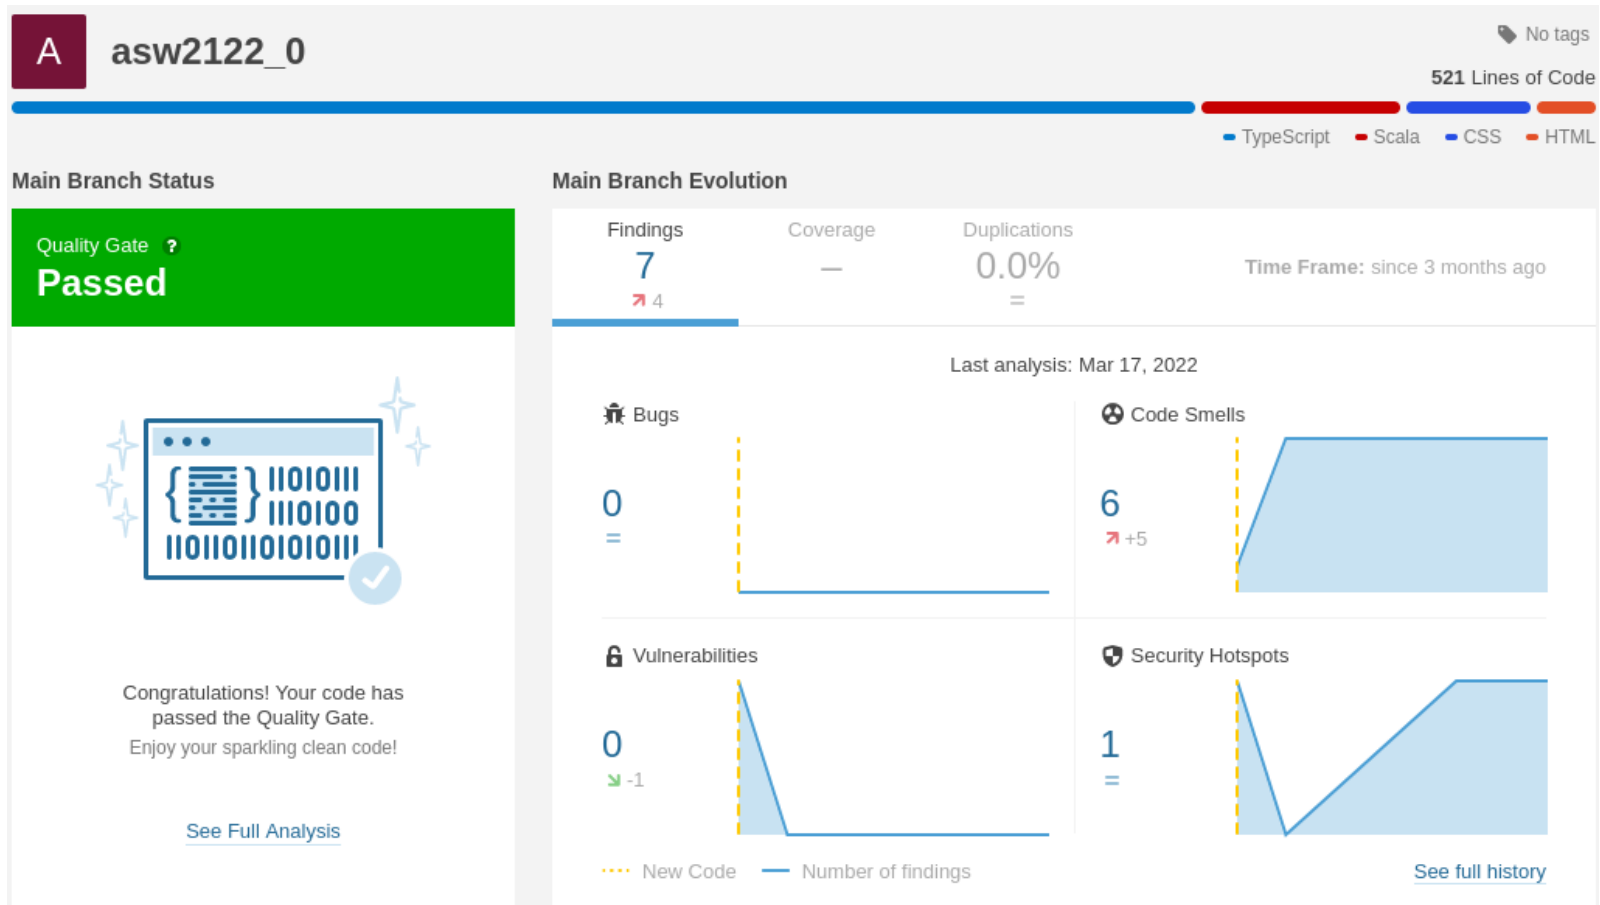 A
asw2122_0
No tags
521 Lines of Code
TypeScript Scala CSS HTML
Main Branch Status
Quality Gate ?
Passed
{ } 1101011
110100
11011011010101
Congratulations! Your code has
passed the Quality Gate.
Enjoy your sparkling clean code!
See Full Analysis
Main Branch Evolution
Findings
7
4
Coverage
–
Duplications
0.0%
=
Time Frame: since 3 months ago
Last analysis: Mar 17, 2022
Bugs
0
=
Code Smells
6
+5
Vulnerabilities
0
-1
Security Hotspots
1
=
New Code Number of findings
See full history